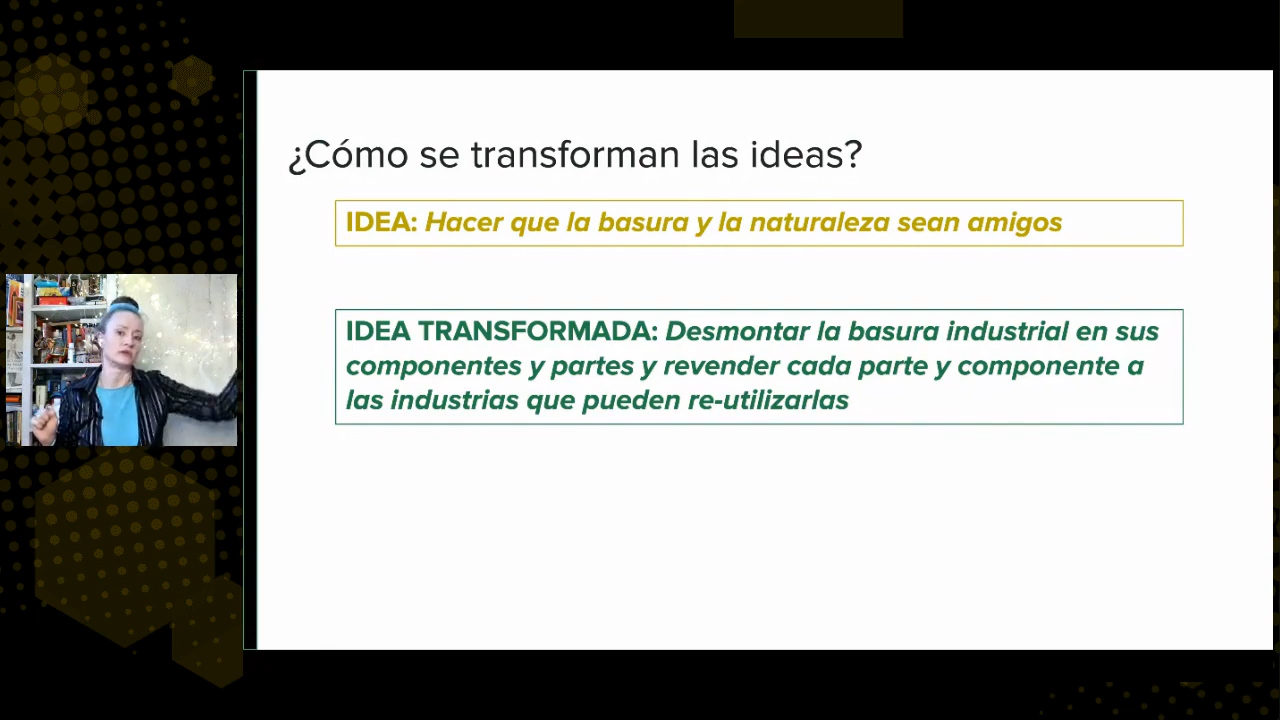 ¿Cómo se transforman las ideas?
IDEA: Hacer que la basura y la naturaleza sean amigos
IDEA TRANSFORMADA: Desmontar la basura industrial en sus
componentes y partes y revender cada parte y componente a
las industrias que pueden re-utilizarlas